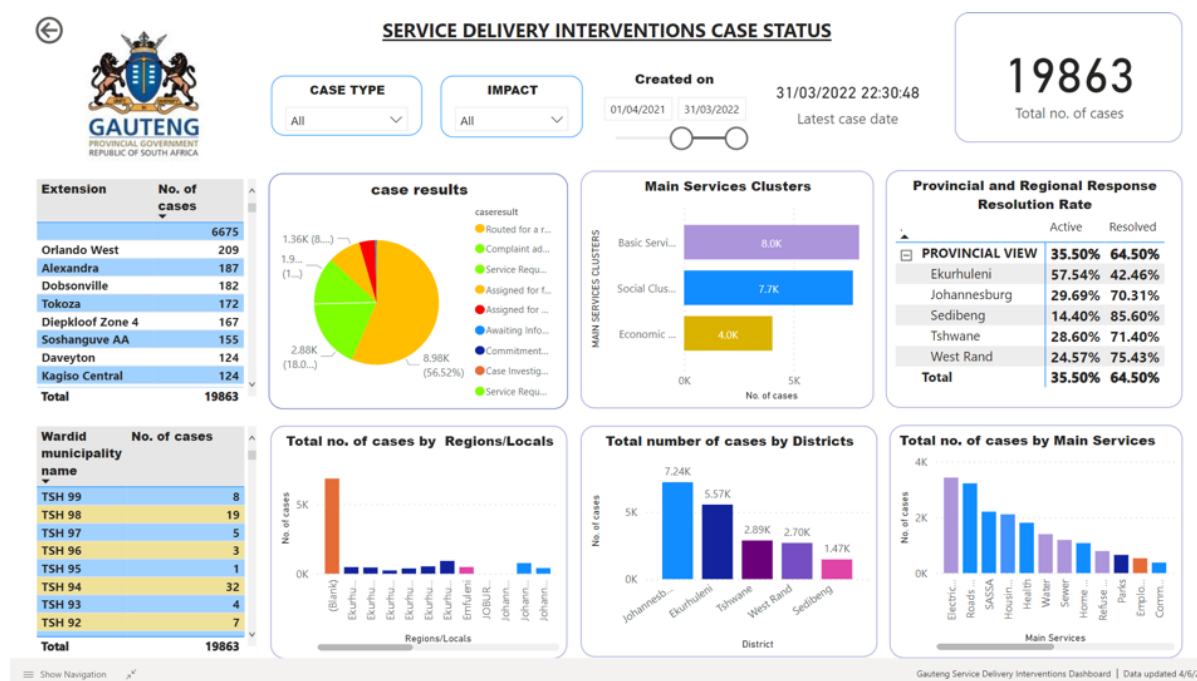 SERVICE DELIVERY INTERVENTIONS CASE STATUS
GAUTENG
PROVINCIAL GOVERNMENT
REPUBLIC OF SOUTH AFRICA
CASE TYPE
All
IMPACT
All
Created on
01/04/2021 31/03/2022
31/03/2022 22:30:48
Latest case date
19863
Total no. of cases
Extension No. of
cases
6675
Orlando West 209
Alexandra 187
Dobsonville 182
Tokoza 172
Diepkloof Zone 4 167
Soshanguve AA 155
Daveyton 124
Kagiso Central 124
Total 19863
case results
1.36K (8....)
1.9...
(1...)
2.88K
(18.0...)
8.98K
(56.52%)
caseresult
Routed for a r...
Complaint ad...
Service Requ...
Assigned for f...
Assigned for ...
Awaiting Info...
Commitment...
Case Investig...
Service Requ...
Main Services Clusters
MAIN SERVICES CLUSTERS
Basic Servi... 8.0K
Social Clus... 7.7K
Economic ... 4.0K
0K 5K
No. of cases
Provincial and Regional Response
Resolution Rate
Active Resolved
PROVINCIAL VIEW 35.50% 64.50%
Ekurhuleni 57.54% 42.46%
Johannesburg 29.69% 70.31%
Sedibeng 14.40% 85.60%
Tshwane 28.60% 71.40%
West Rand 24.57% 75.43%
Total 35.50% 64.50%
Wardid No. of cases
municipality
name
TSH 99 8
TSH 98 19
TSH 97 5
TSH 96 3
TSH 95 1
TSH 94 32
TSH 93 4
TSH 92 7
Total 19863
Total no. of cases by Regions/Locals
No. of cases
5K
0K
(Blank)
Ekurhu...
Ekurhu...
Ekurhu...
Ekurhu...
Ekurhu...
Ekurhu...
Emfuleni
JOBUR...
Johann...
Johann...
Johann...
Regions/Locals
Total number of cases by Districts
No. of cases
5K
0K
7.24K
5.57K
2.89K
2.70K
1.47K
Johannesb...
Ekurhuleni
Tshwane
West Rand
Sedibeng
District
Total no. of cases by Main Services
No. of cases
4K
2K
0K
Electric...
Roads ...
SASSA
Housin...
Health
Water
Sewer
Home ...
Refuse...
Parks
Emplo...
Comm...
Main Services
Show Navigation
Gauteng Service Delivery Interventions Dashboard | Data updated 4/6/